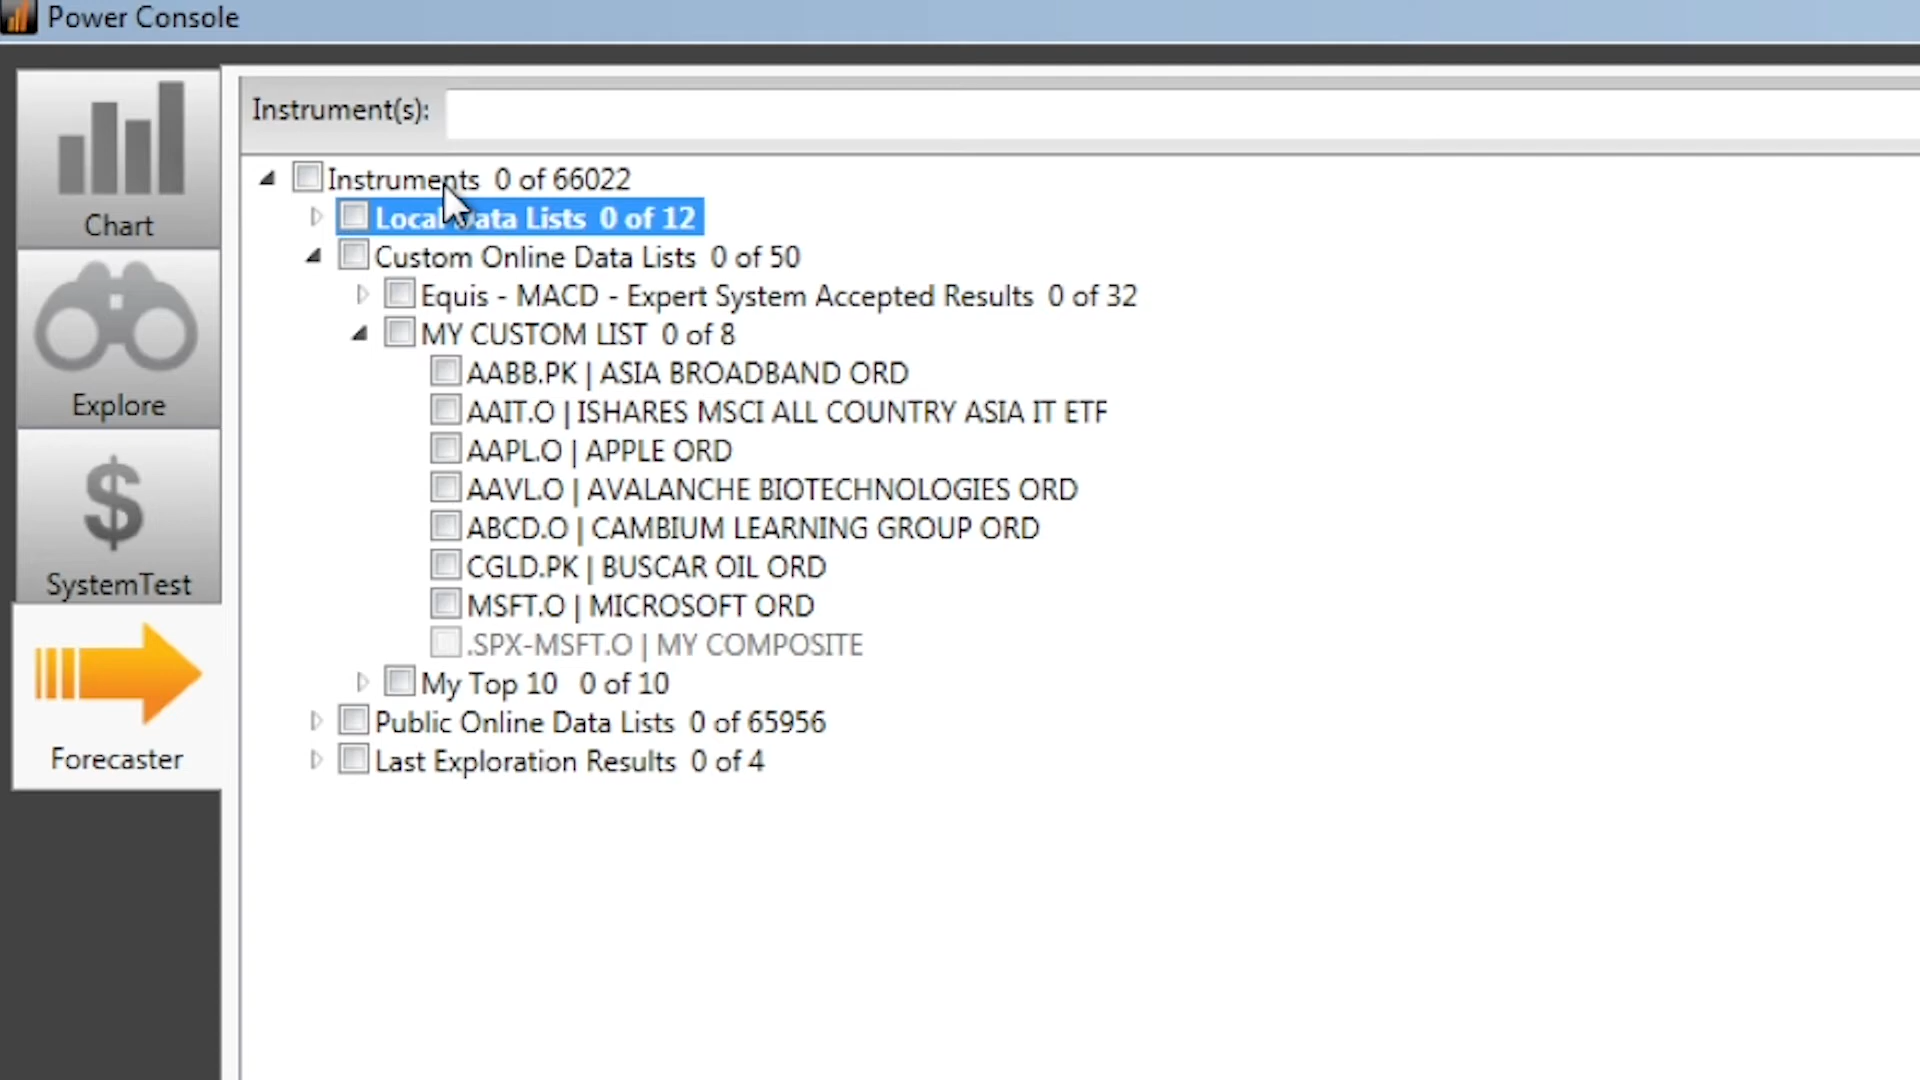 Power Console
Chart
Explore
SystemTest
Forecaster
Instrument(s):
Instruments 0 of 66022
Local Data Lists 0 of 12
Custom Online Data Lists 0 of 50
Equis - MACD - Expert System Accepted Results 0 of 32
MY CUSTOM LIST 0 of 8
AABB.PK | ASIA BROADBAND ORD
AAIT.O | ISHARES MSCI ALL COUNTRY ASIA IT ETF
AAPL.O | APPLE ORD
AAVL.O | AVALANCHE BIOTECHNOLOGIES ORD
ABCD.O | CAMBIUM LEARNING GROUP ORD
CGLD.PK | BUSCAR OIL ORD
MSFT.O | MICROSOFT ORD
.SPX-MSFT.O | MY COMPOSITE
My Top 10 0 of 10
Public Online Data Lists 0 of 65956
Last Exploration Results 0 of 4